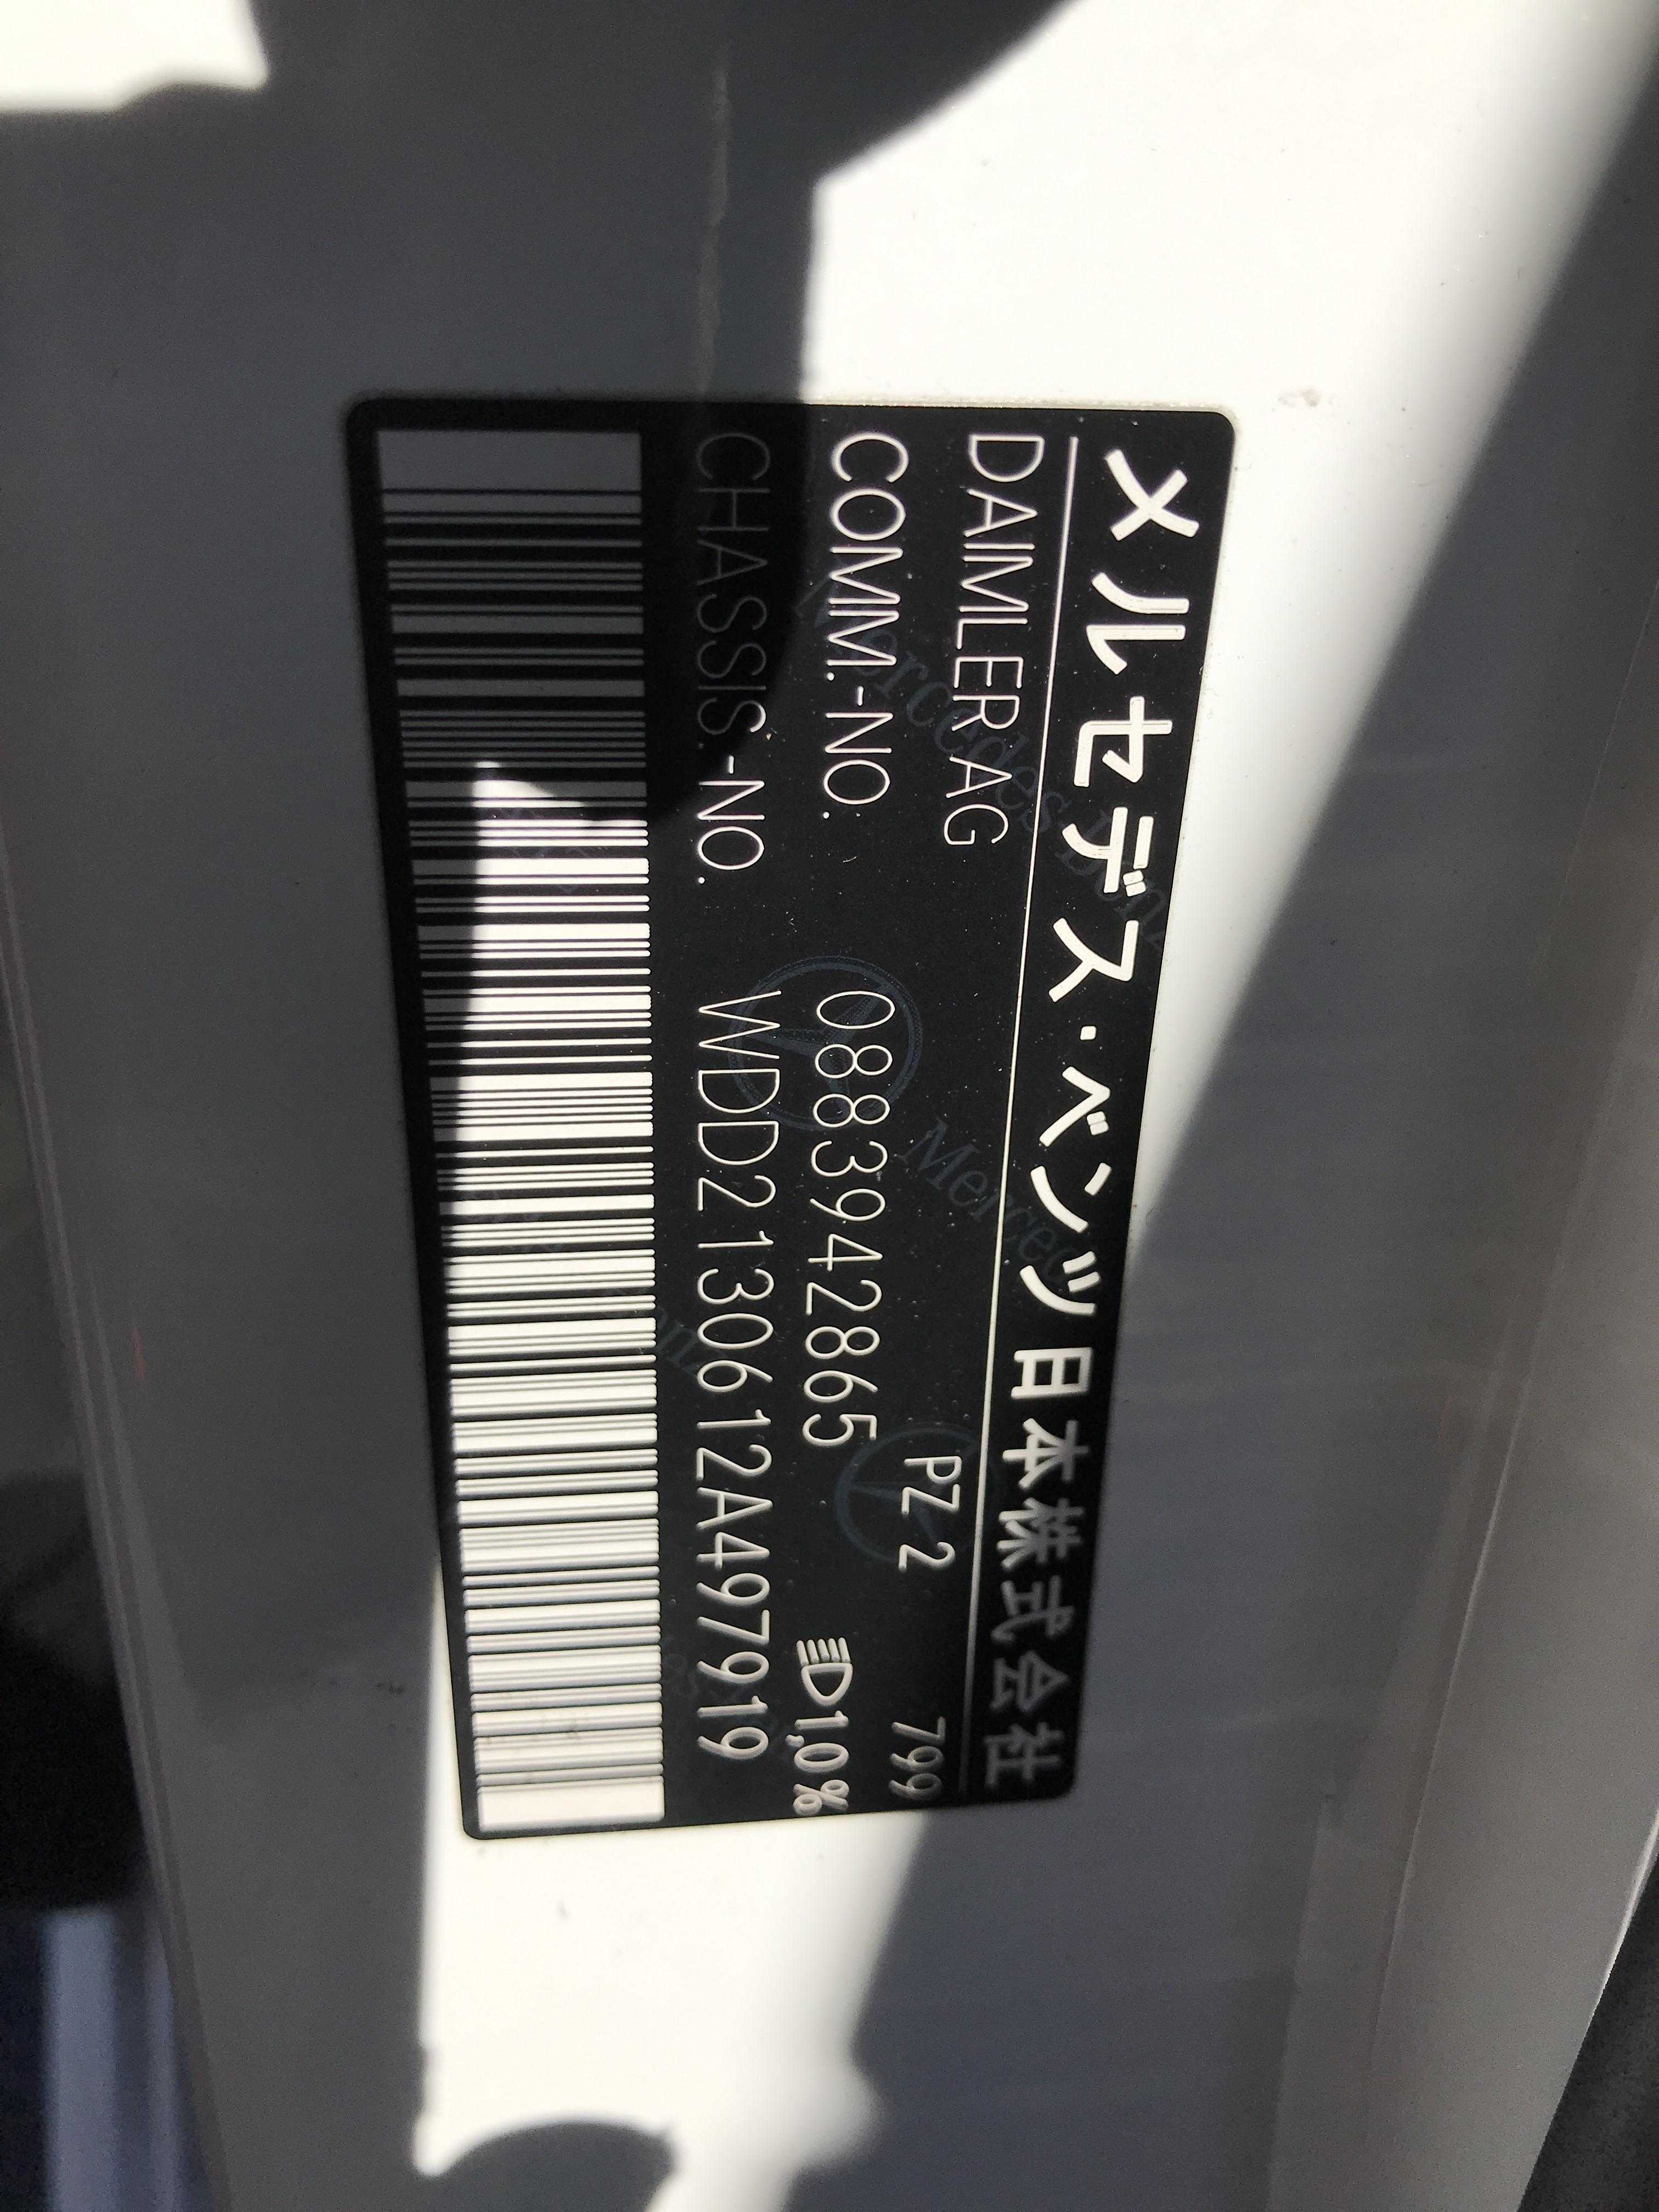 メルセデス・ベンツ日本株式会社
DAIMLER AG PZ 2 799
COMM.-NO. 0883942865 1,0%
CHASSIS.-NO. WDD2130612A497919